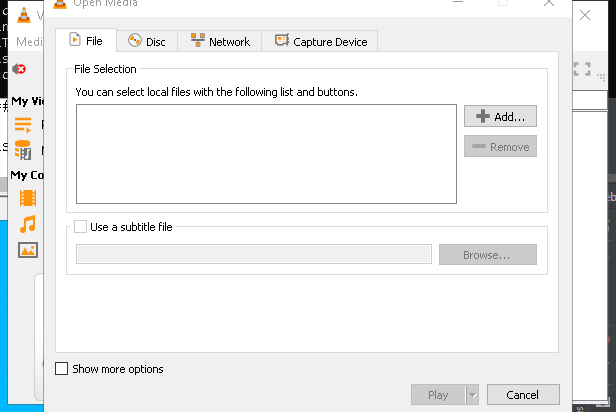 Open Media
Medi
File
Disc
Network
Capture Device
File Selection
You can select local files with the following list and buttons.
Add...
Remove
My Vi
My Co
Use a subtitle file
Browse...
Show more options
Play
Cancel